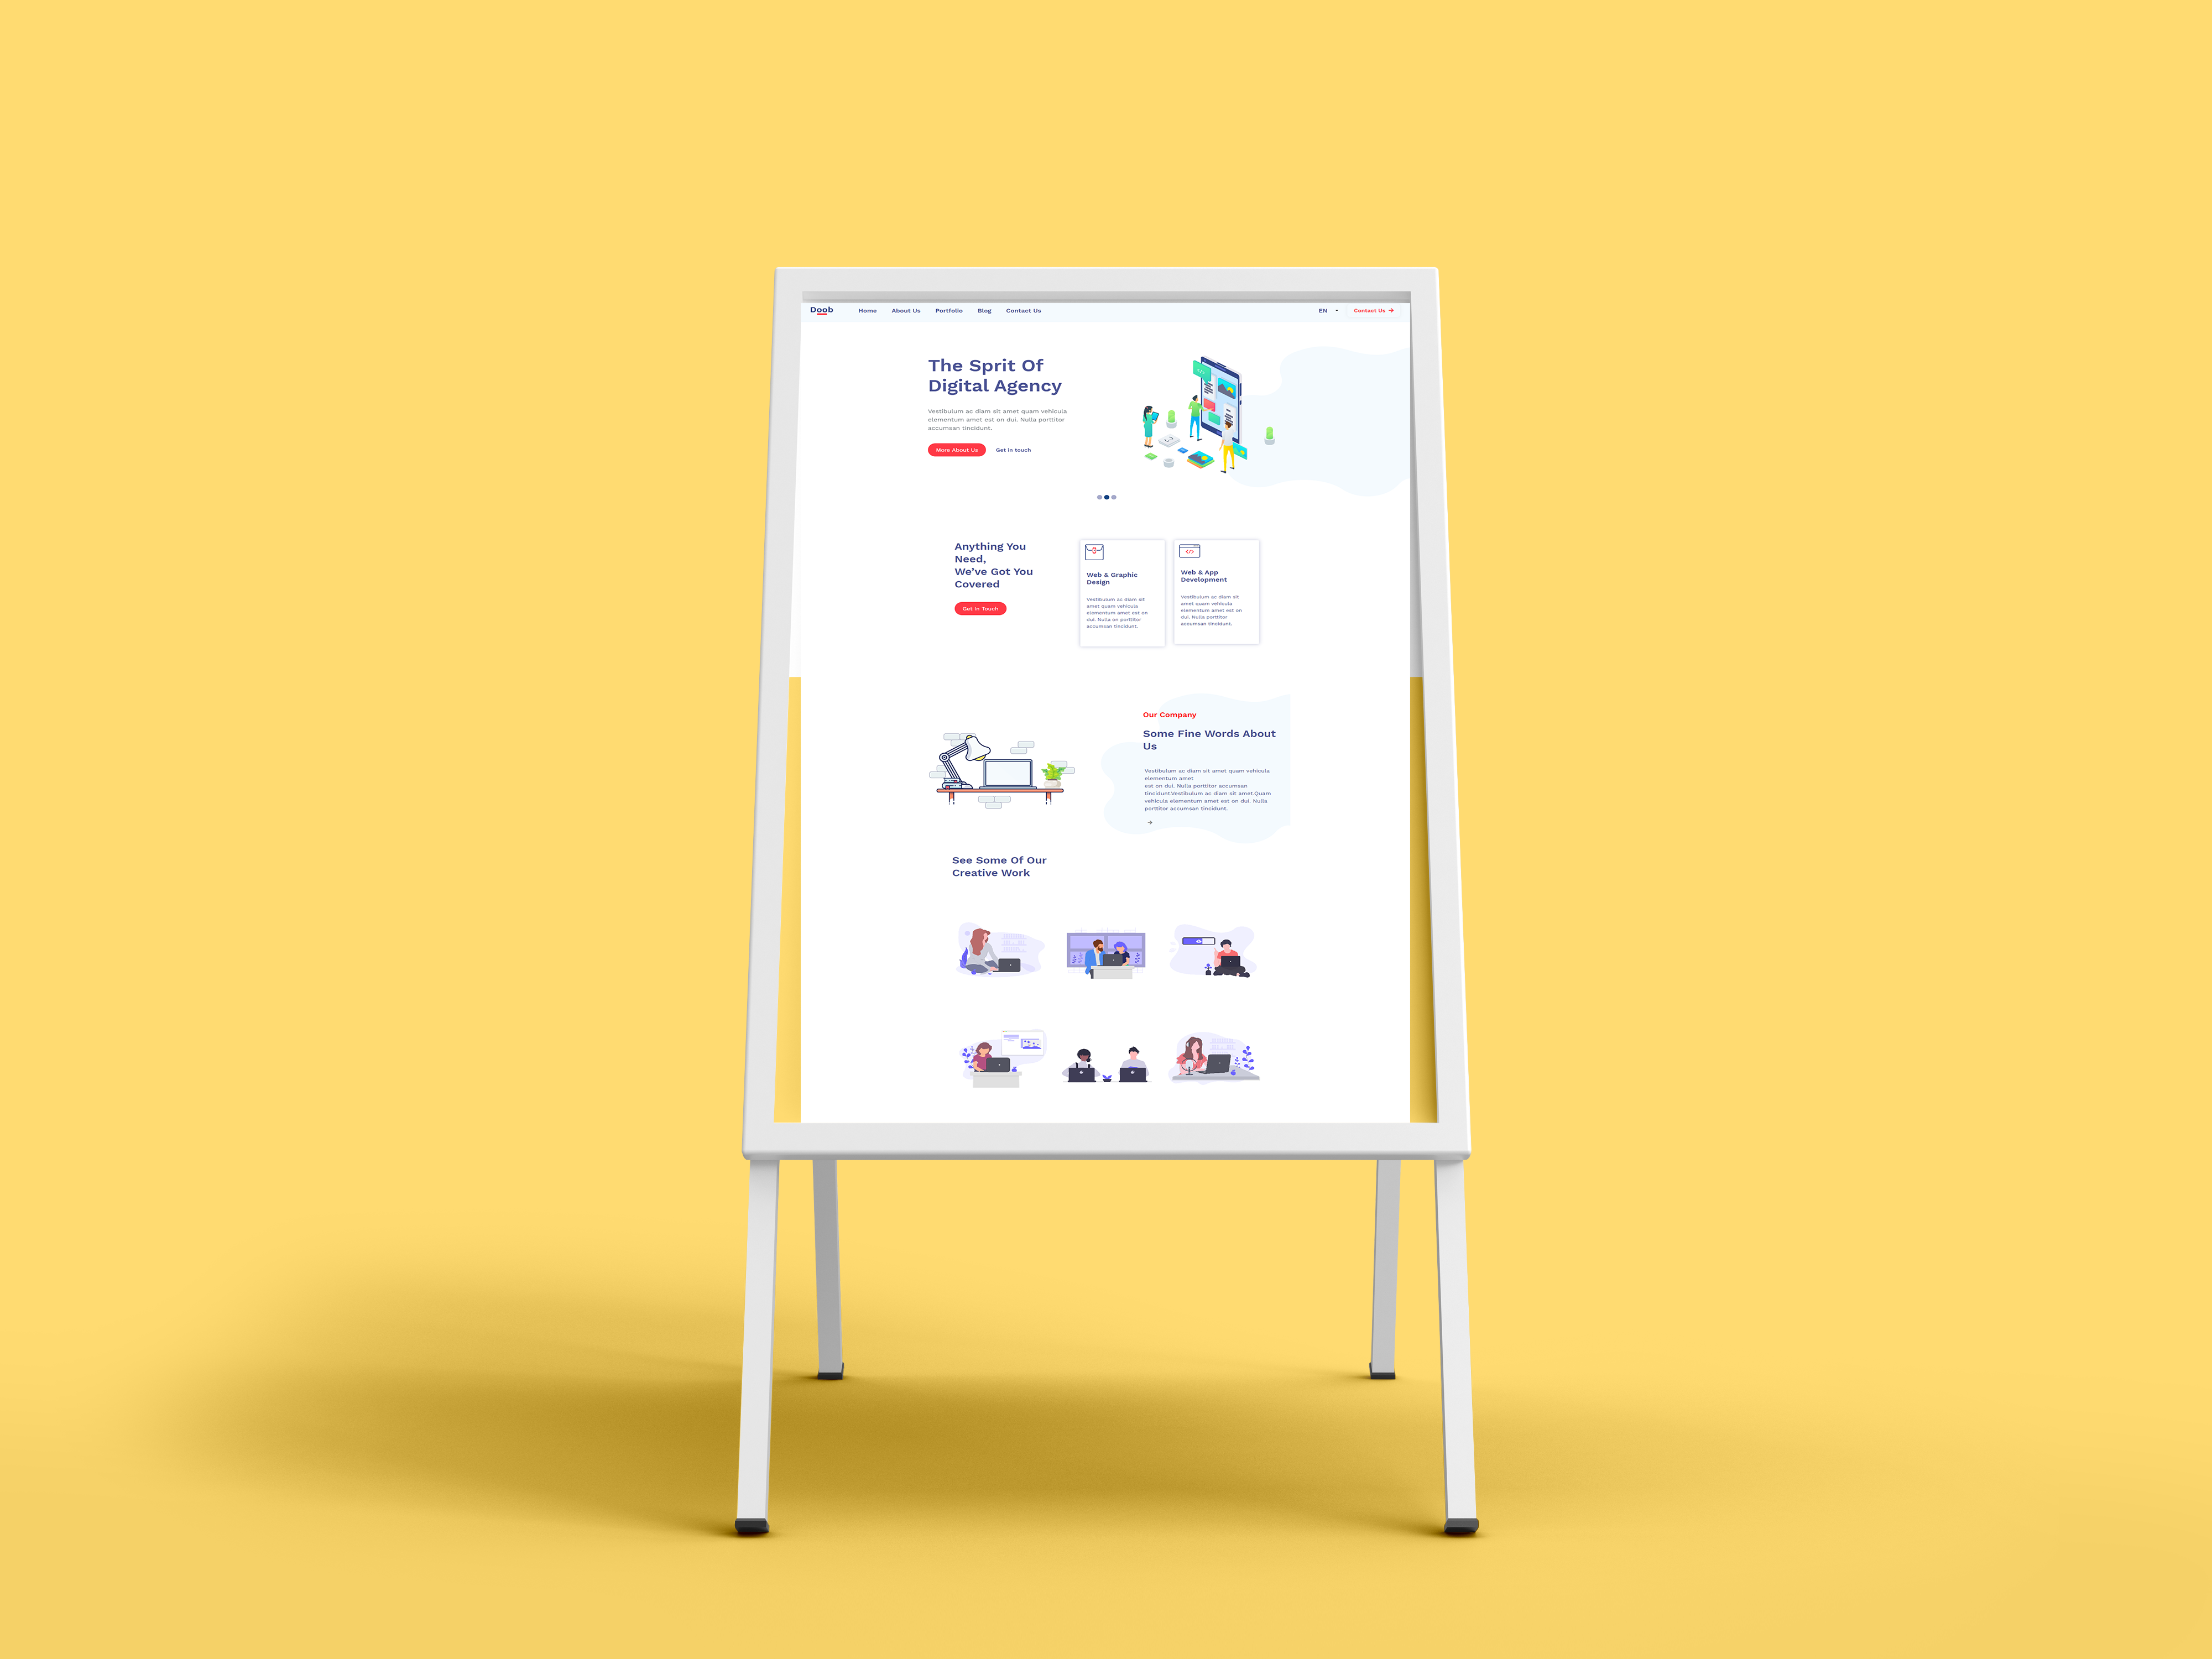 Doob
Home
About Us
Portfolio
Blog
Contact Us
EN
Contact Us
The Sprit Of
Digital Agency
Vestibulum ac diam sit amet quam vehicula
elementum amet est on dui. Nulla porttitor
accumsan tincidunt.
More About Us
Get in touch
Anything You
Need,
We've Got You
Covered
Get In Touch
Web & Graphic
Design
Vestibulum ac diam sit
amet quam vehicula
elementum amet est on
dui. Nulla on porttitor
accumsan tincidunt.
</>
Web & App
Development
Vestibulum ac diam sit
amet quam vehicula
elementum amet est on
dui. Nulla porttitor
accumsan tincidunt.
Our Company
Some Fine Words About
Us
Vestibulum ac diam sit amet quam vehicula
elementum amet
est on dui. Nulla porttitor accumsan
tincidunt.Vestibulum ac diam sit amet.Quam
vehicula elementum amet est on dui. Nulla
porttitor accumsan tincidunt.
See Some Of Our
Creative Work